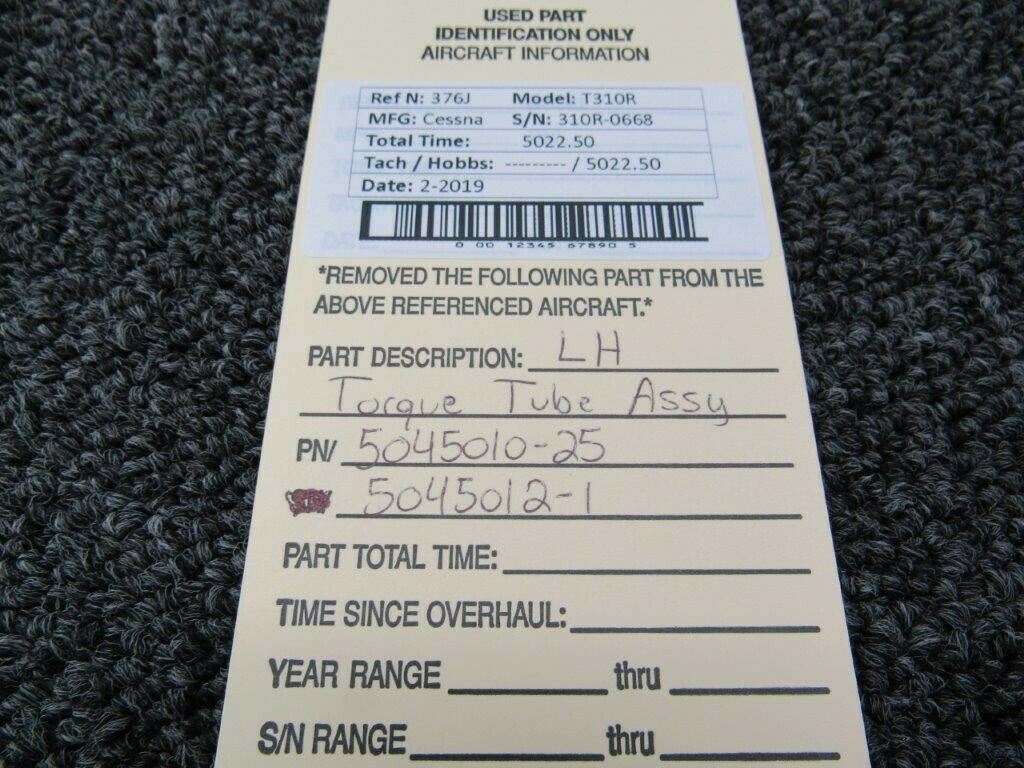 USED PART
IDENTIFICATION ONLY
AIRCRAFT INFORMATION
Ref N: 376J Model: T310R
MFG: Cessna S/N: 310R-0668
Total Time: 5022.50
Tach / Hobbs: --------- / 5022.50
Date: 2-2019
0 00 12345 67890 5
*REMOVED THE FOLLOWING PART FROM THE
ABOVE REFERENCED AIRCRAFT.*
PART DESCRIPTION: LH
Torque Tube Assy
PN/ 5045010-25
5045012-1
PART TOTAL TIME:
TIME SINCE OVERHAUL:
YEAR RANGE thru
S/N RANGE thru